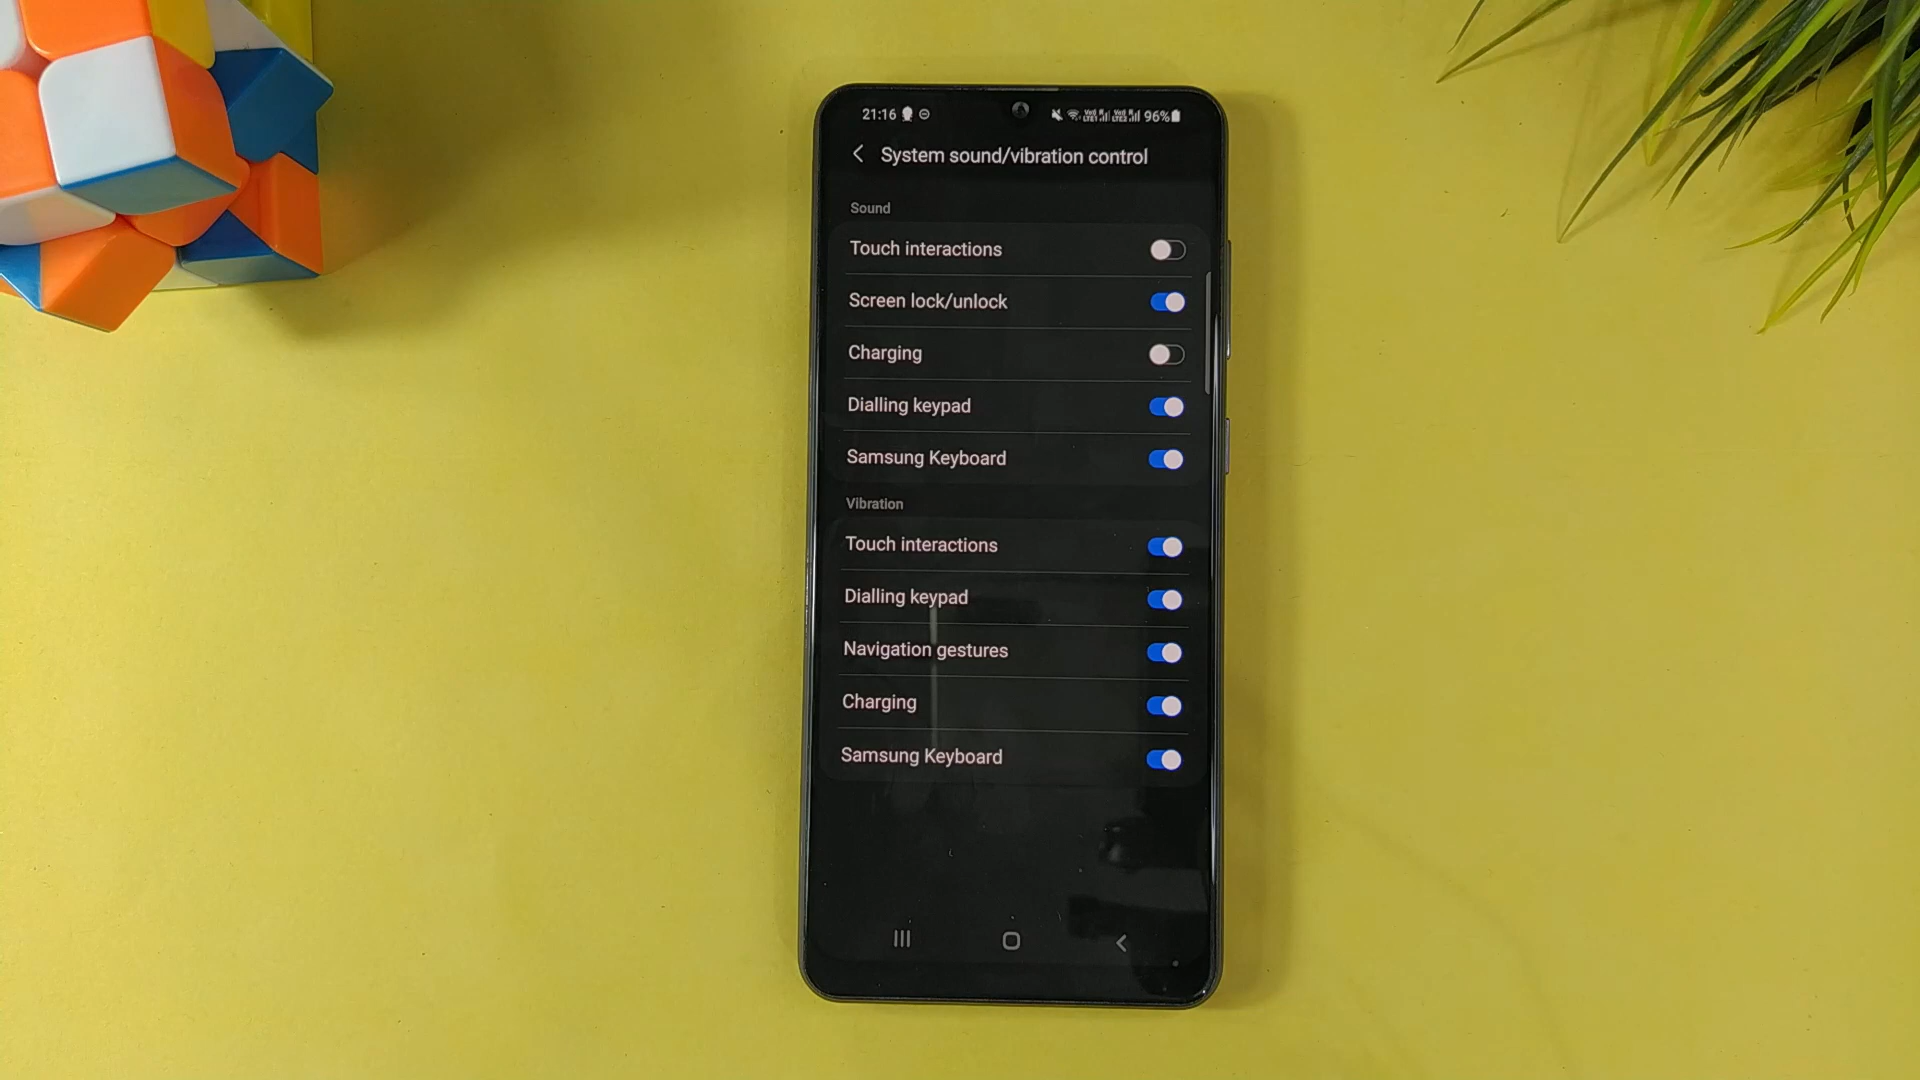 21:16 96%
System sound/vibration control
Sound
Touch interactions
Screen lock/unlock
Charging
Dialling keypad
Samsung Keyboard
Vibration
Touch interactions
Dialling keypad
Navigation gestures
Charging
Samsung Keyboard